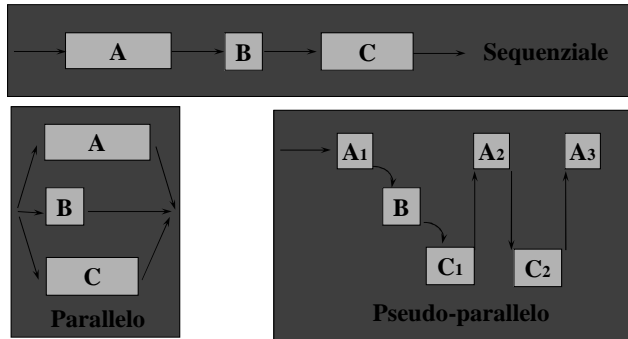 A B C Sequenziale
A
B
C
Parallelo
A1 A2 A3
B
C1 C2
Pseudo-parallelo